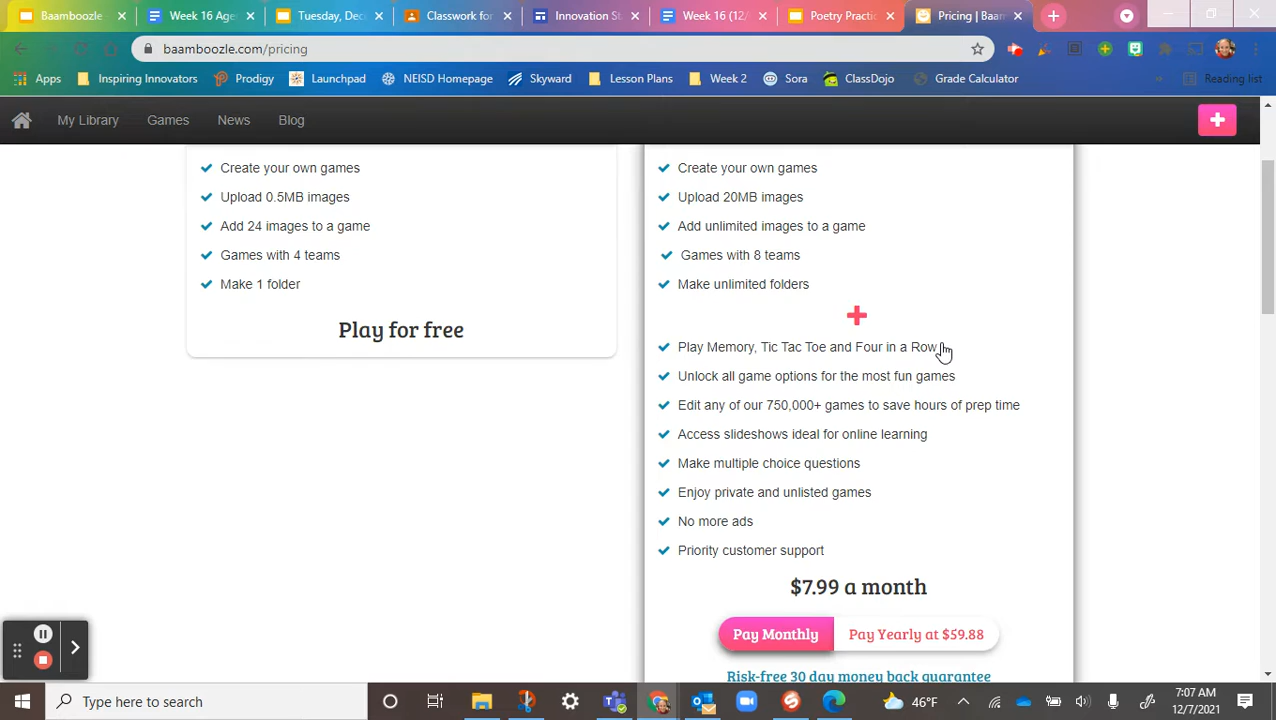 Baamboozle
Week 16 Age
Tuesday, Dec
Classwork for
Innovation St
Week 16 (12/
Poetry Practic
Pricing | Baam
baamboozle.com/pricing
Apps
Inspiring Innovators
Prodigy
Launchpad
NEISD Homepage
Skyward
Lesson Plans
Week 2
Sora
ClassDojo
Grade Calculator
»
Reading list
My Library
Games
News
Blog
Create your own games
Upload 0.5MB images
Add 24 images to a game
Games with 4 teams
Make 1 folder
Play for free
Create your own games
Upload 20MB images
Add unlimited images to a game
Games with 8 teams
Make unlimited folders
Play Memory, Tic Tac Toe and Four in a Row
Unlock all game options for the most fun games
Edit any of our 750,000+ games to save hours of prep time
Access slideshows ideal for online learning
Make multiple choice questions
Enjoy private and unlisted games
No more ads
Priority customer support
$7.99 a month
Pay Monthly
Pay Yearly at $59.88
Risk-free 30 day money back guarantee
Type here to search
46°F
7:07 AM
12/7/2021